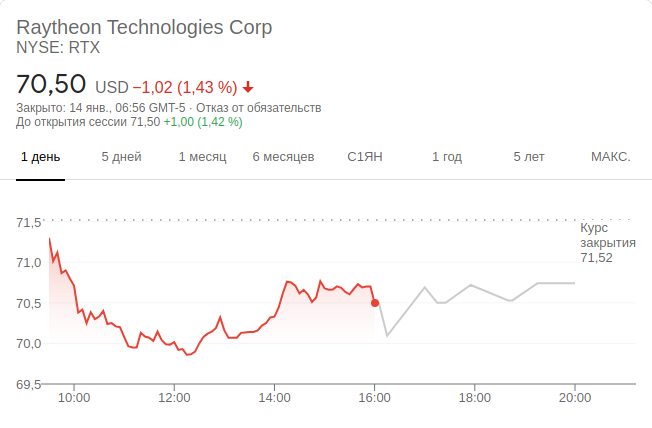 Raytheon Technologies Corp
NYSE: RTX
70,50 USD −1,02 (1,43 %)
Закрыто: 14 янв., 06:56 GMT-5 · Отказ от обязательств
До открытия сессии 71,50 +1,00 (1,42 %)
1 день 5 дней 1 месяц 6 месяцев С1ЯН 1 год 5 лет МАКС.
71,5
Курс
закрытия
71,52
71,0
70,5
70,0
69,5
10:00 12:00 14:00 16:00 18:00 20:00